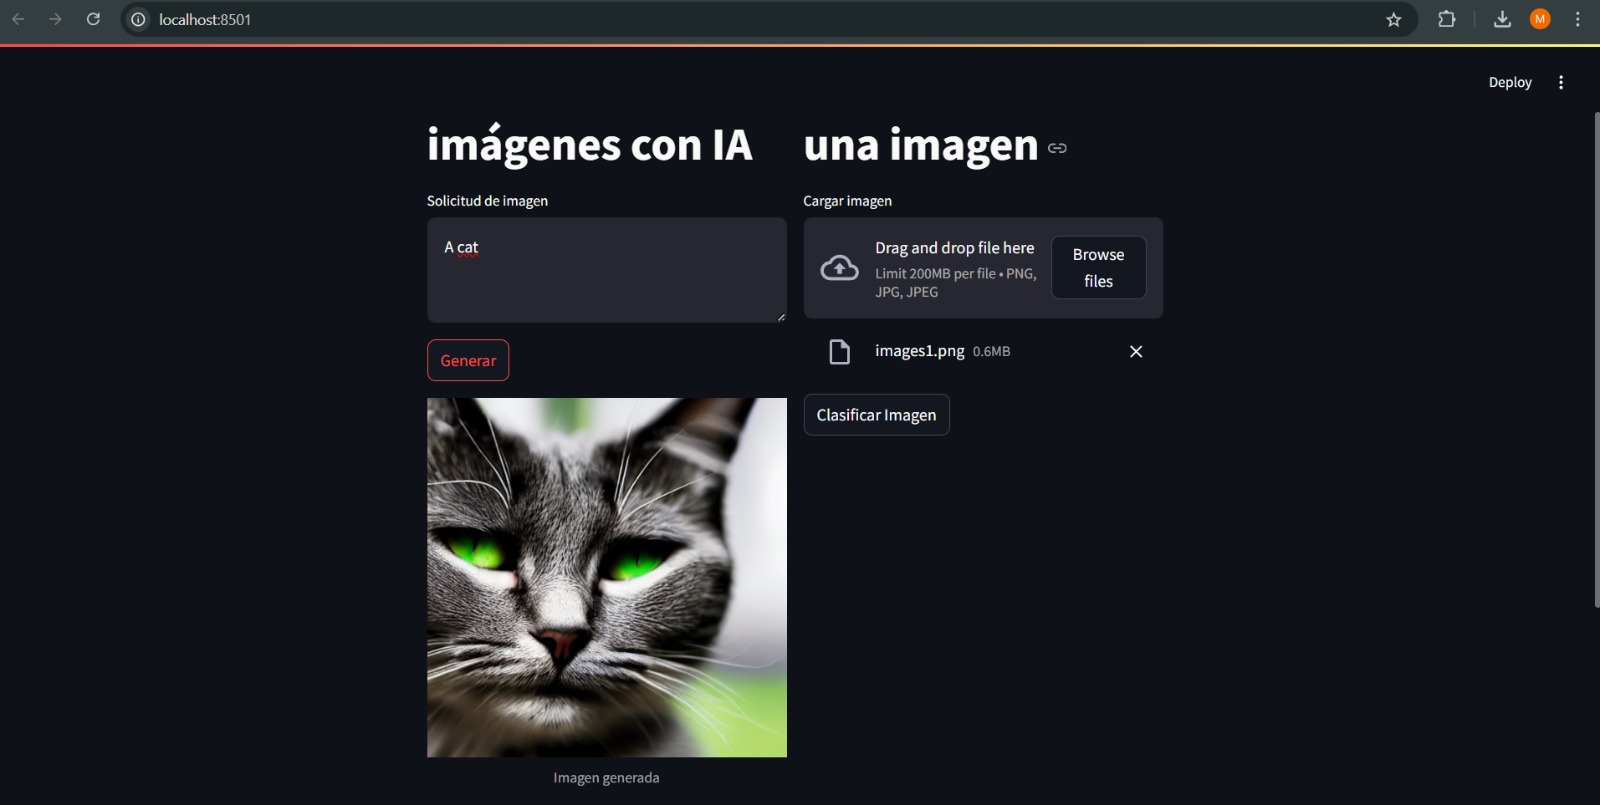 localhost:8501
M
Deploy
imágenes con IA
Solicitud de imagen
A cat
Generar
Imagen generada
una imagen
Cargar imagen
Drag and drop file here
Limit 200MB per file • PNG,
JPG, JPEG
Browse
files
images1.png 0.6MB
Clasificar Imagen